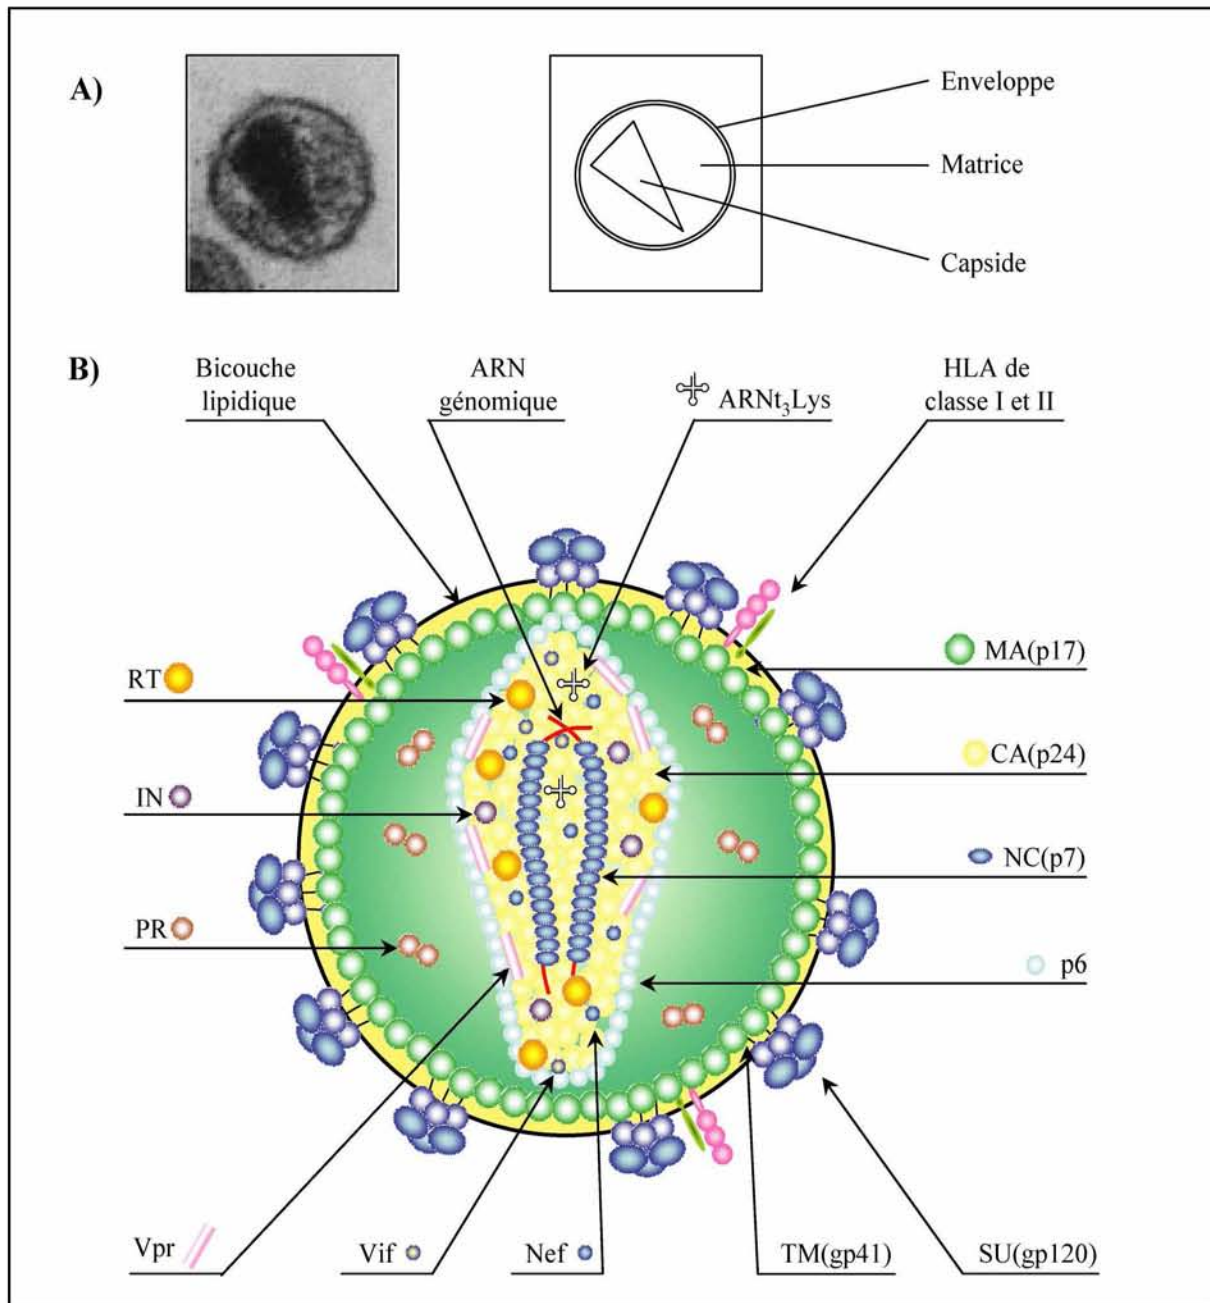 A)
Enveloppe
Matrice
Capside
B)
Bicouche
lipidique
ARN
génomique
ARNt₃Lys
HLA de
classe I et II
RT
IN
PR
MA(p17)
CA(p24)
NC(p7)
p6
Vpr
Vif
Nef
TM(gp41)
SU(gp120)